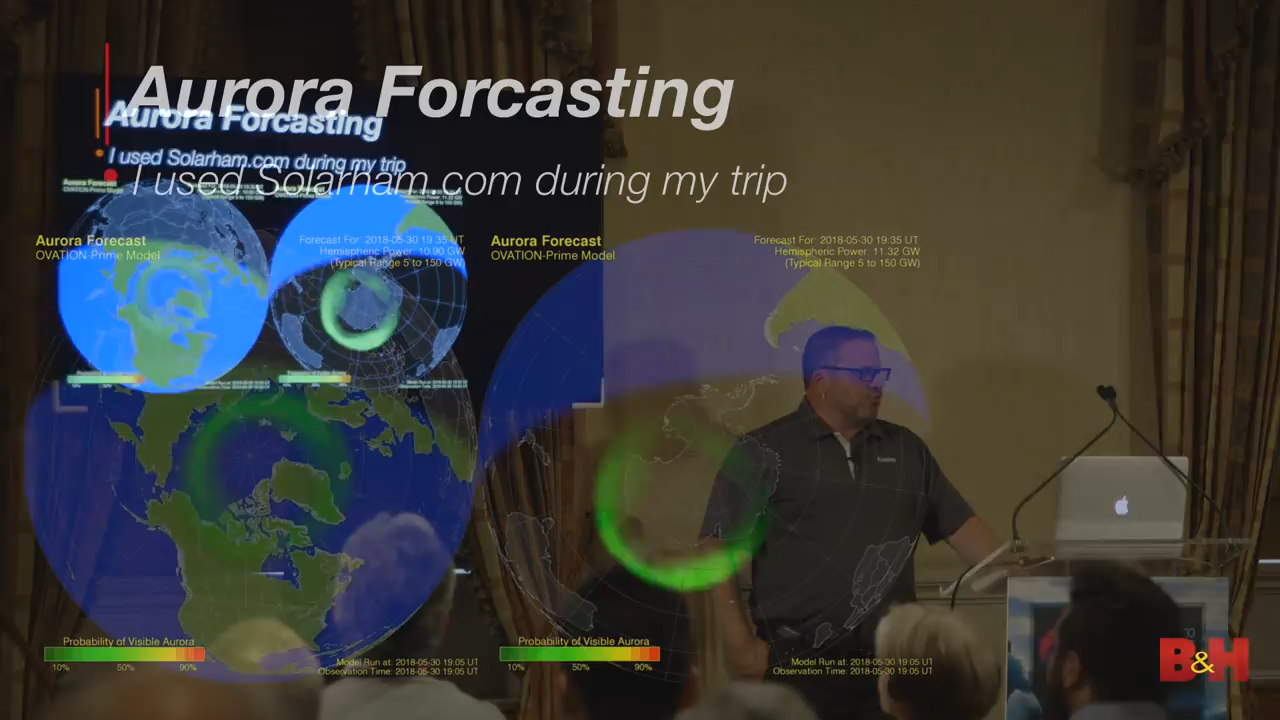 Aurora Forcasting
I used Solarham.com during my trip
Aurora Forcasting
I used Solarham.com during my trip
Aurora Forecast
OVATION-Prime Model
Forecast For: 2018-05-30 19:35 UT
Hemispheric Power: 10.90 GW
(Typical Range 5 to 150 GW)
Aurora Forecast
OVATION-Prime Model
Forecast For: 2018-05-30 19:35 UT
Hemispheric Power: 11.32 GW
(Typical Range 5 to 150 GW)
Probability of Visible Aurora
10% 50% 90%
Model Run at: 2018-05-30 19:05 UT
Observation Time: 2018-05-30 19:05 UT
Probability of Visible Aurora
10% 50% 90%
Model Run at: 2018-05-30 19:05 UT
Observation Time: 2018-05-30 19:05 UT
B&H